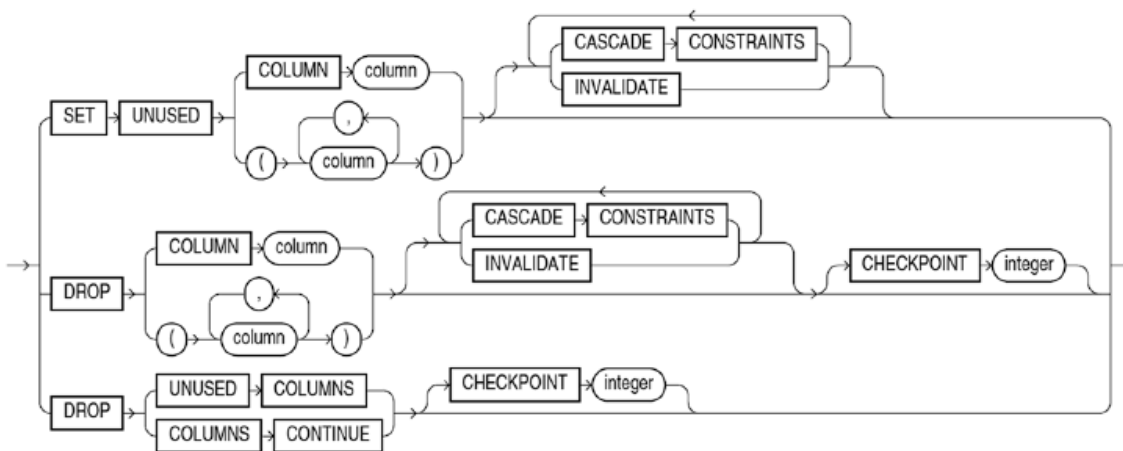 CASCADE CONSTRAINTS
COLUMN column
INVALIDATE
SET UNUSED
,
( column )
CASCADE CONSTRAINTS
COLUMN column
INVALIDATE
CHECKPOINT integer
DROP
,
( column )
UNUSED COLUMNS
CHECKPOINT integer
DROP
COLUMNS CONTINUE